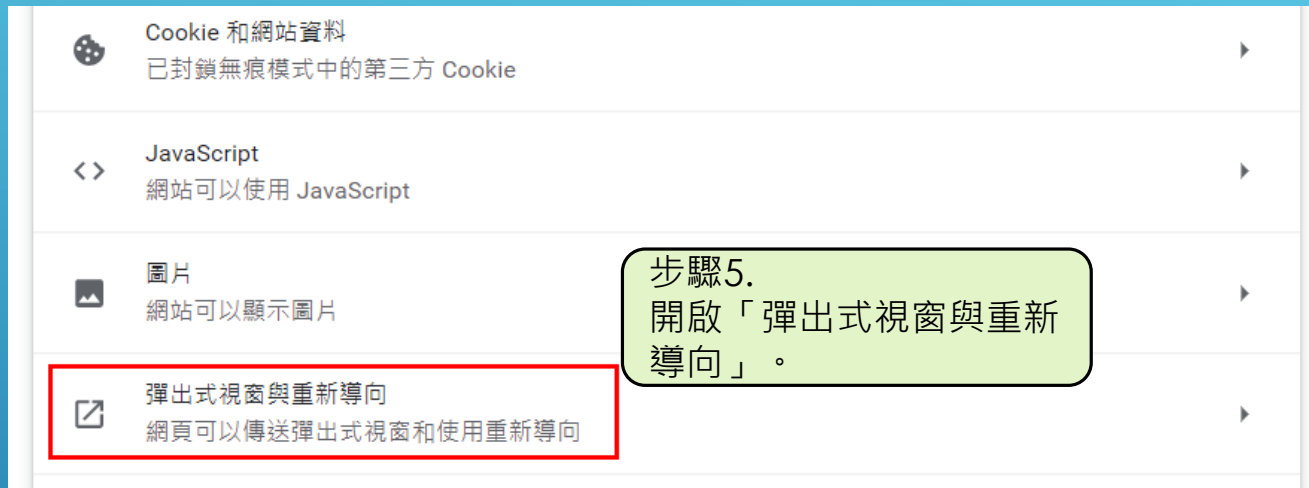 Cookie 和網站資料
已封鎖無痕模式中的第三方 Cookie
JavaScript
網站可以使用 JavaScript
圖片
網站可以顯示圖片
步驟5.
開啟「彈出式視窗與重新
導向」。
彈出式視窗與重新導向
網頁可以傳送彈出式視窗和使用重新導向